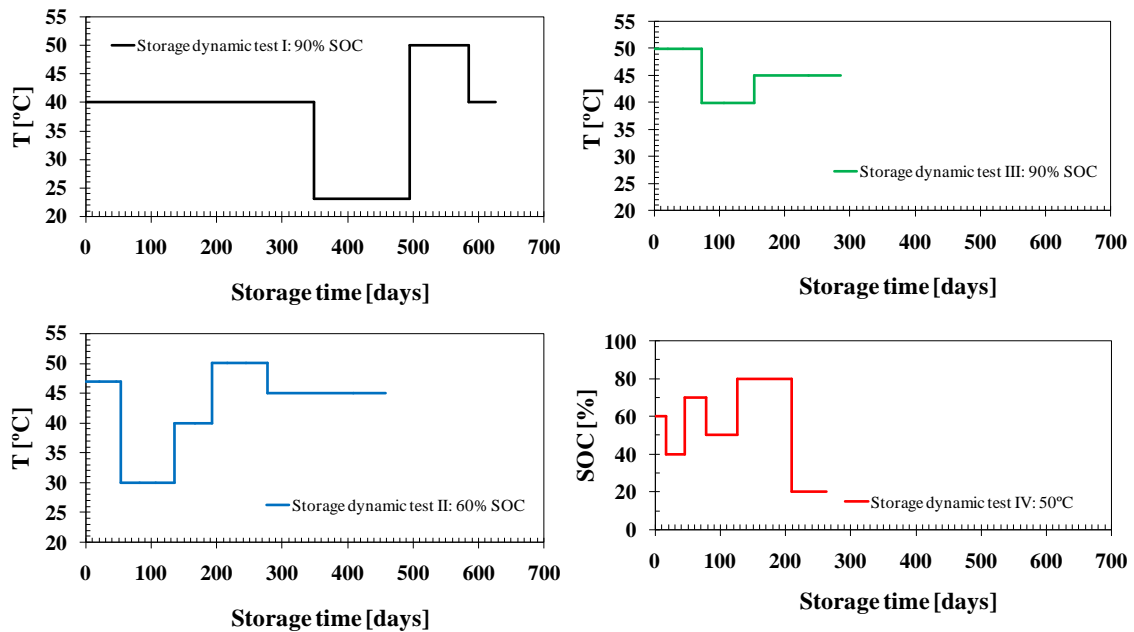 55
50
45
40
35
30
25
20
T [ºC]
Storage dynamic test I: 90% SOC
0 100 200 300 400 500 600 700
Storage time [days]
55
50
45
40
35
30
25
20
T [ºC]
Storage dynamic test III: 90% SOC
0 100 200 300 400 500 600 700
Storage time [days]
55
50
45
40
35
30
25
20
T [ºC]
Storage dynamic test II: 60% SOC
0 100 200 300 400 500 600 700
Storage time [days]
100
80
60
40
20
0
SOC [%]
Storage dynamic test IV: 50ºC
0 100 200 300 400 500 600 700
Storage time [days]